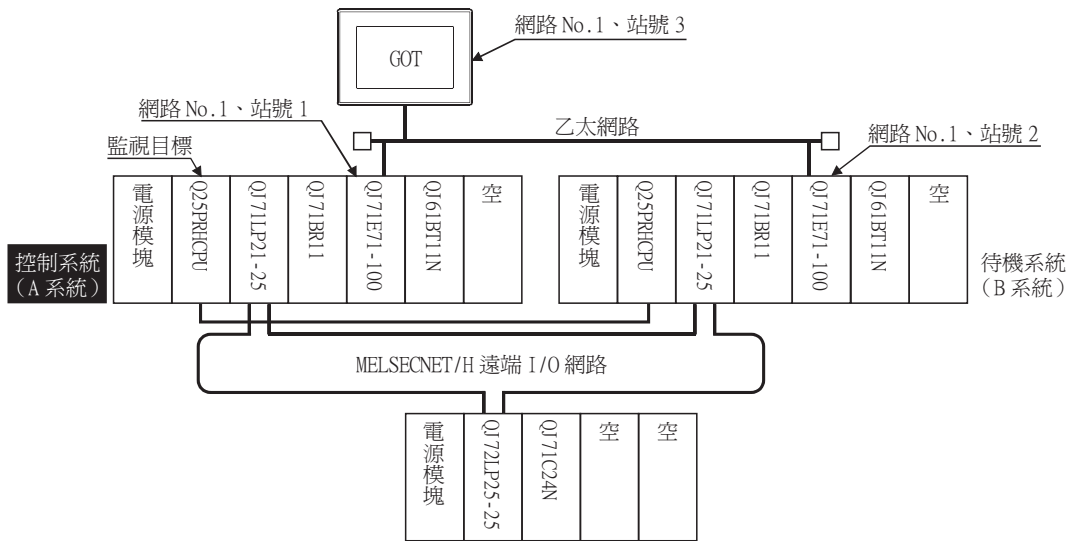 網路 No.1、站號 3
GOT
網路 No.1、站號 1
乙太網路
網路 No.1、站號 2
監視目標
電源模塊
Q25PRHCPU
QJ71LP21-25
QJ71BR11
QJ71E71-100
QJ61BT11N
空
電源模塊
Q25PRHCPU
QJ71LP21-25
QJ71BR11
QJ71E71-100
QJ61BT11N
空
控制系統
(A 系統)
待機系統
(B 系統)
MELSECNET/H 遠端 I/O 網路
電源模塊
QJ72LP25-25
QJ71C24N
空
空